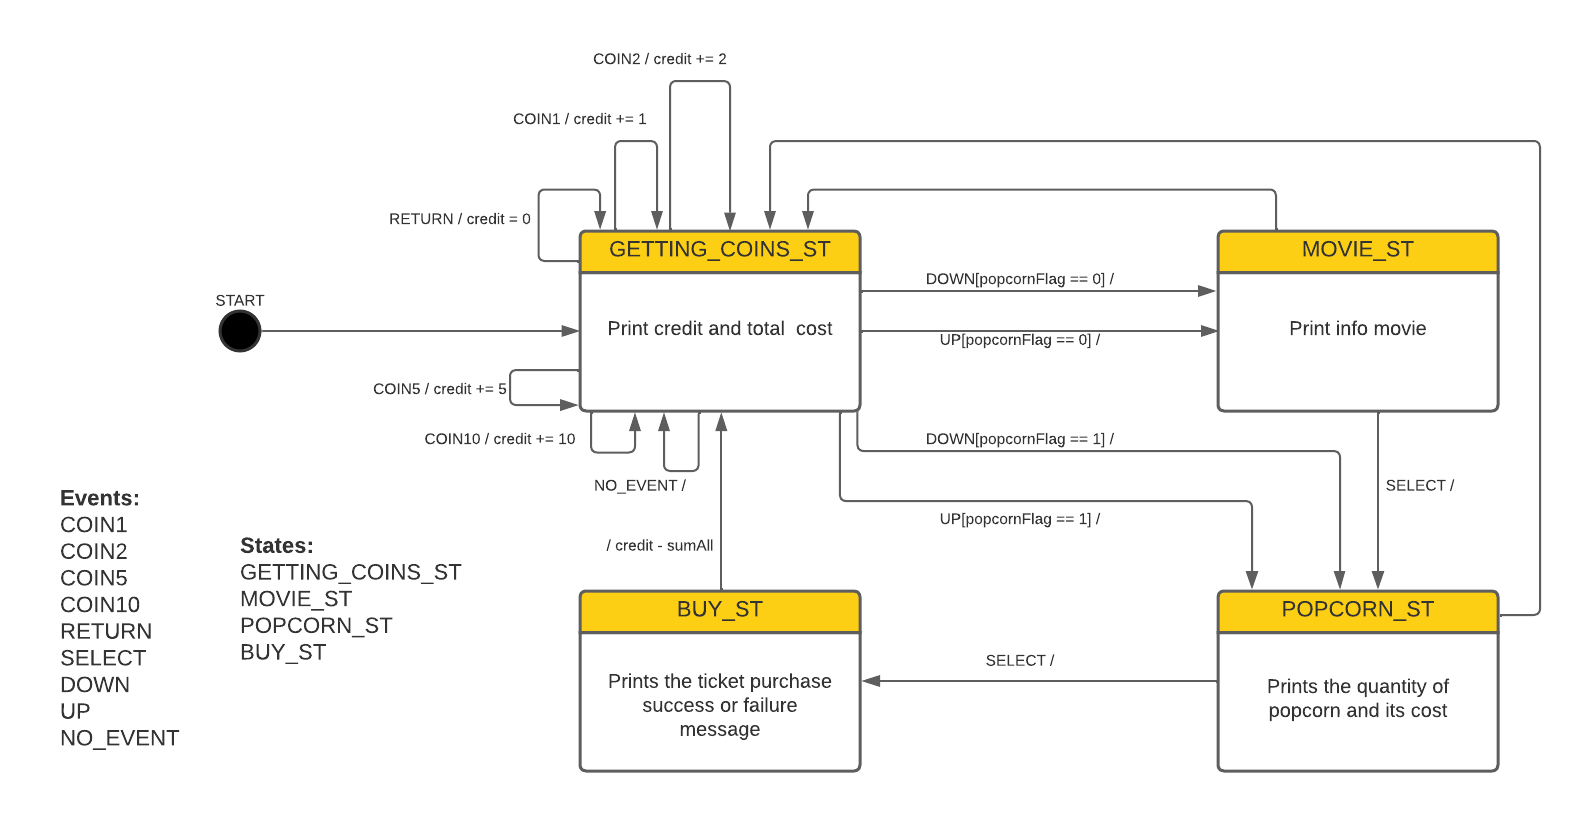 COIN2 / credit += 2
COIN1 / credit += 1
RETURN / credit = 0
GETTING_COINS_ST
MOVIE_ST
DOWN[popcornFlag == 0] /
START
Print credit and total  cost
Print info movie
UP[popcornFlag == 0] /
COIN5 / credit += 5
COIN10 / credit += 10
DOWN[popcornFlag == 1] /
NO_EVENT /
SELECT /
UP[popcornFlag == 1] /
/ credit - sumAll
Events:
COIN1
COIN2
COIN5
COIN10
RETURN
SELECT
DOWN
UP
NO_EVENT
States:
GETTING_COINS_ST
MOVIE_ST
POPCORN_ST
BUY_ST
BUY_ST
Prints the ticket purchase
success or failure
message
SELECT /
POPCORN_ST
Prints the quantity of
popcorn and its cost